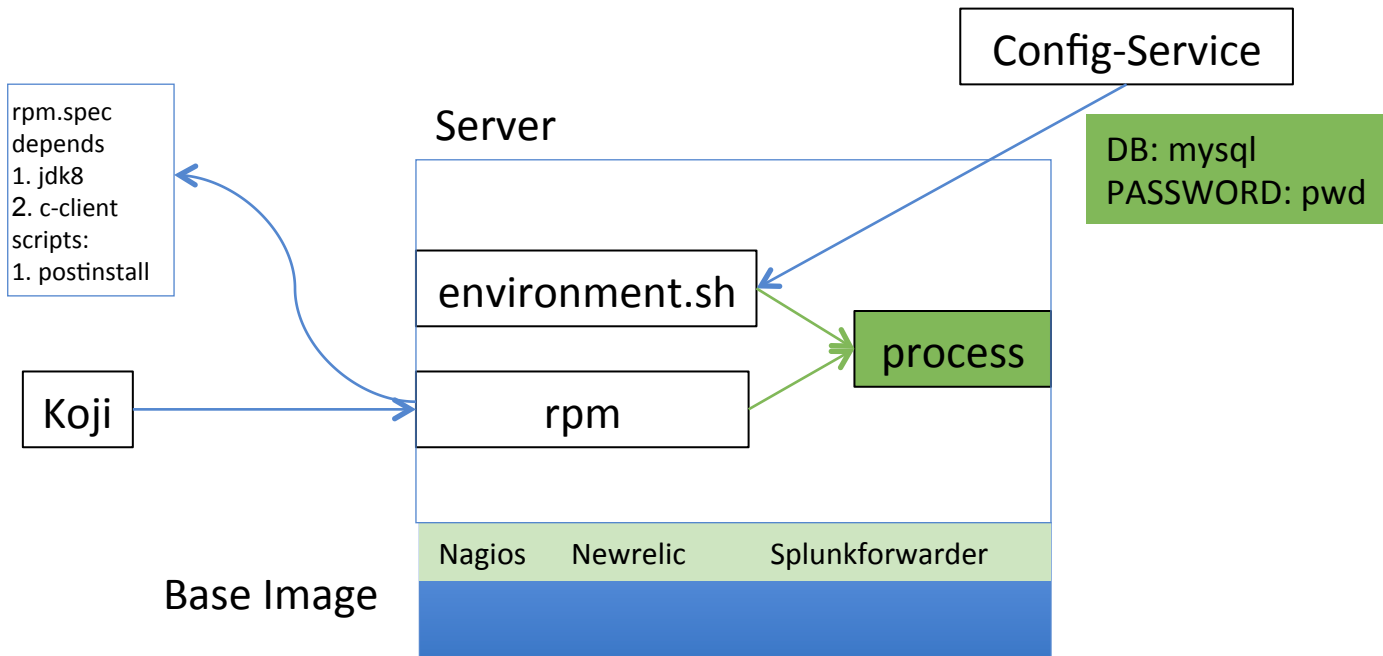 Config-Service
rpm.spec
depends
1. jdk8
2. c-client
scripts:
1. postinstall
Server
DB: mysql
PASSWORD: pwd
environment.sh
process
Koji
rpm
Nagios Newrelic Splunkforwarder
Base Image